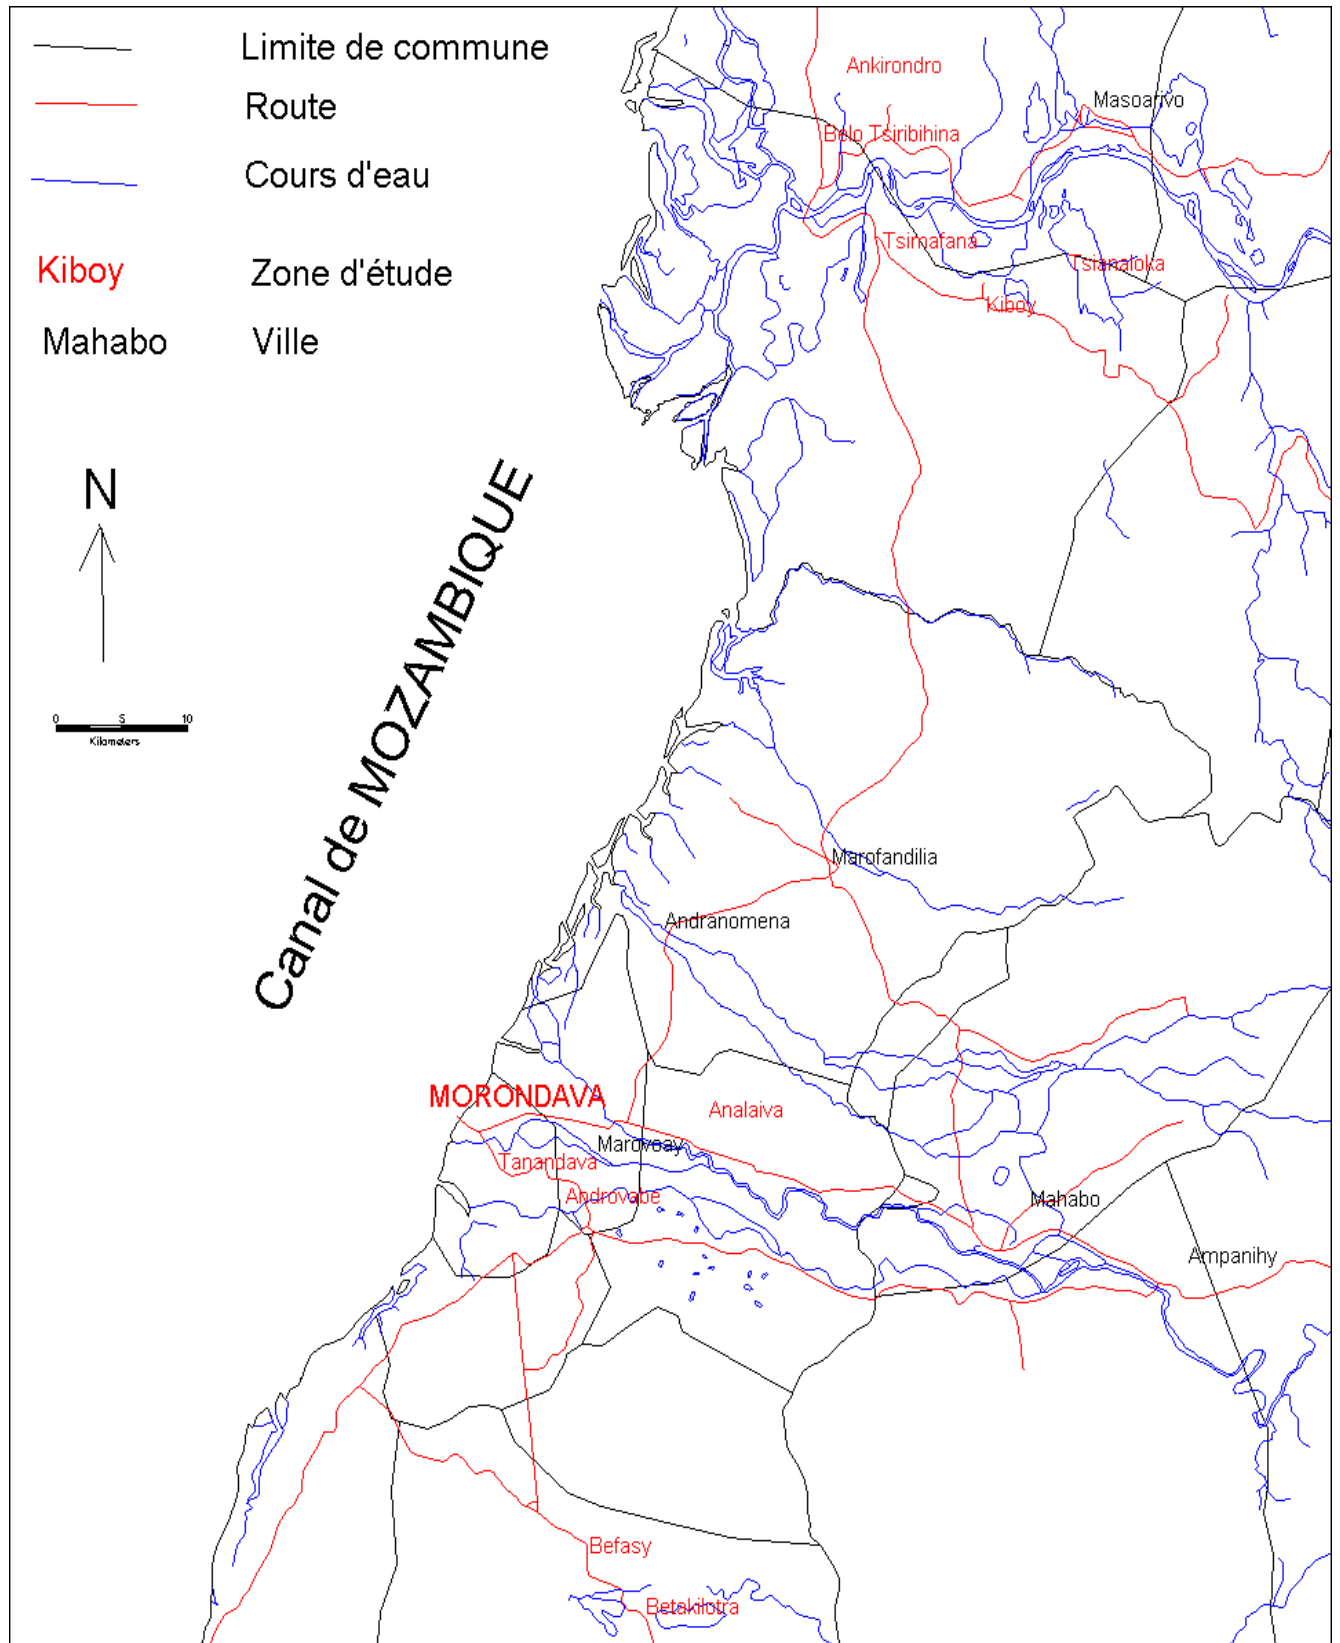 Limite de commune
Route
Cours d'eau
Kiboy Zone d'étude
Mahabo Ville
N
0 5 10
Kilometers
Canal de MOZAMBIQUE
Ankirondro
Masoarivo
Belo Tsiribihina
Tsimafana
Tsianaloka
Kiboy
Marofandilia
Andranomena
MORONDAVA
Analaiva
Marovoay
Tanandava
Androvabe
Mahabo
Ampanihy
Befasy
Betakilotra